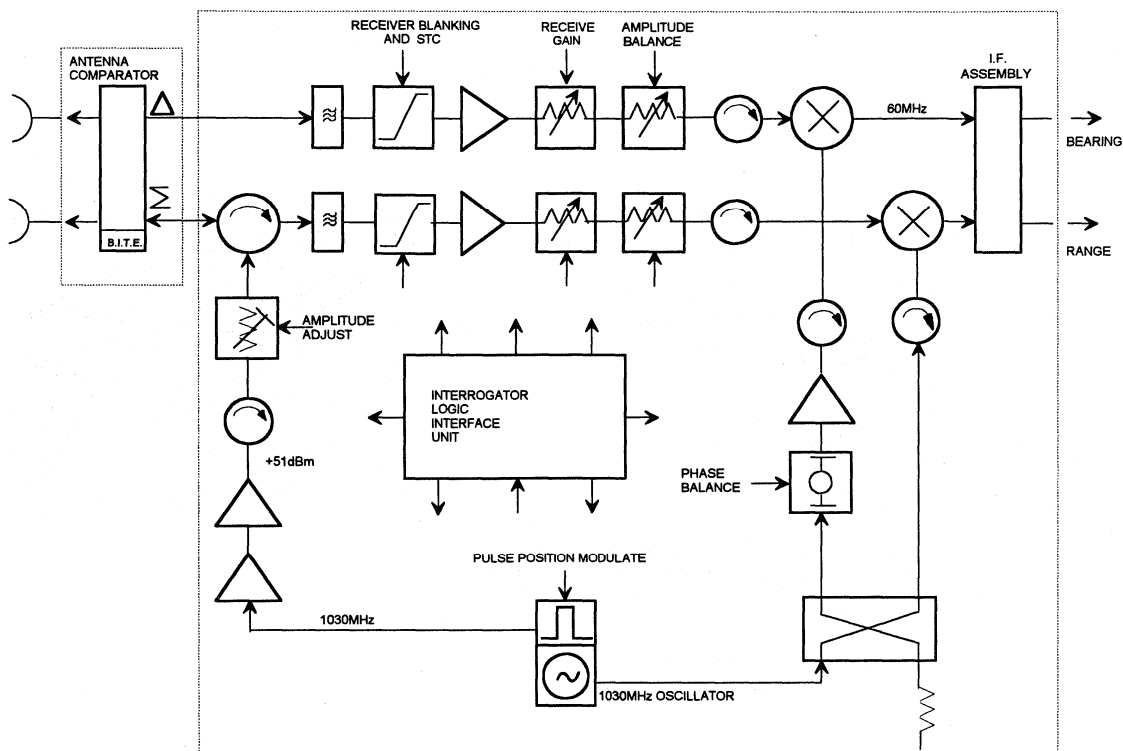 RECEIVER BLANKING
AND STC
RECEIVE
GAIN
AMPLITUDE
BALANCE
ANTENNA
COMPARATOR
I.F.
ASSEMBLY
Δ
60MHz
BEARING
Σ
B.I.T.E.
RANGE
AMPLITUDE
ADJUST
INTERROGATOR
LOGIC
INTERFACE
UNIT
+51dBm
PHASE
BALANCE
PULSE POSITION MODULATE
1030MHz
1030MHz OSCILLATOR